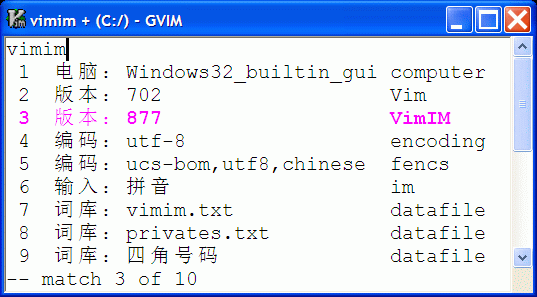 vimim + (C:/) - GVIM
vimim
1 电脑：Windows32_builtin_gui computer
2 版本：702 Vim
3 版本：877 VimIM
4 编码：utf-8 encoding
5 编码：ucs-bom,utf8,chinese fencs
6 输入：拼音 im
7 词库：vimim.txt datafile
8 词库：privates.txt datafile
9 词库：四角号码 datafile
-- match 3 of 10